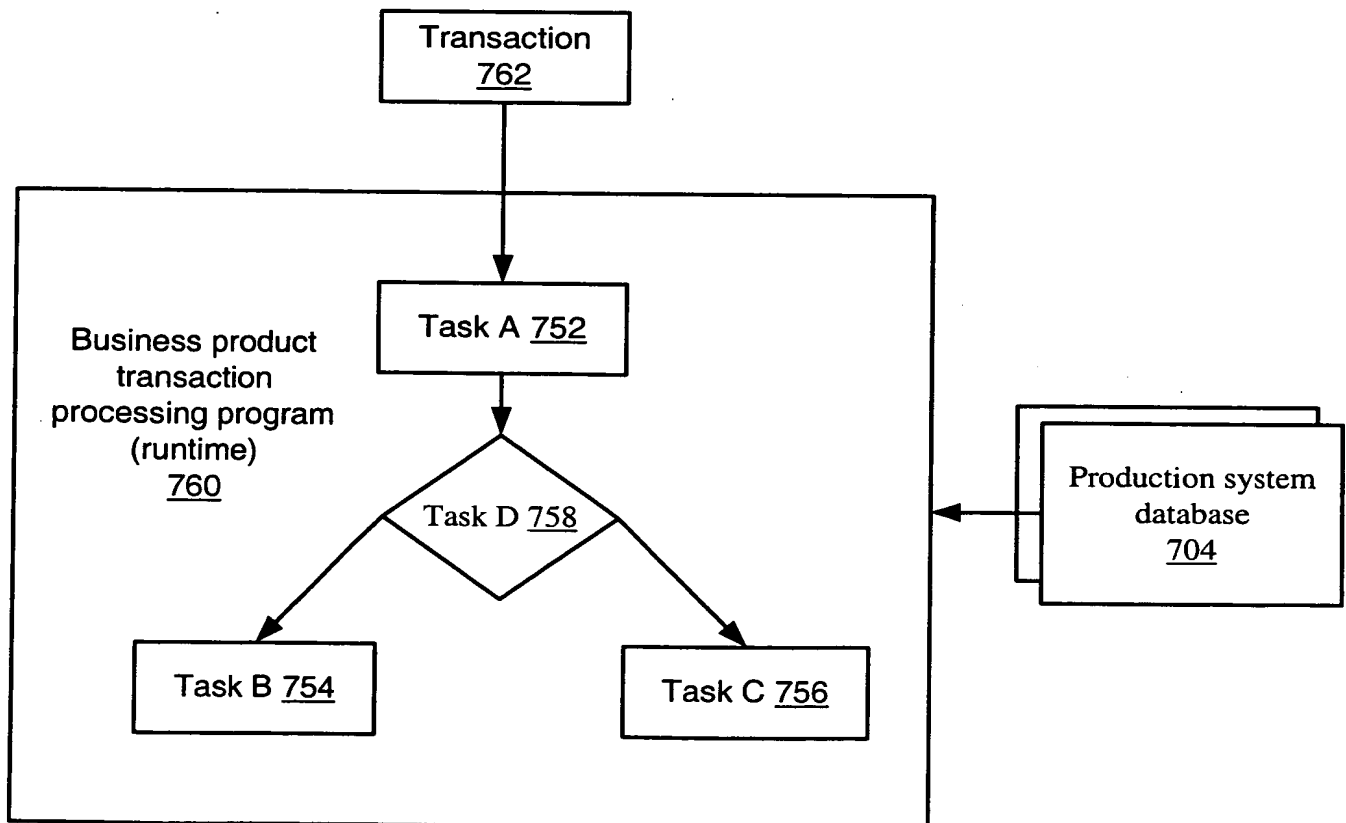 Transaction
762
Task A 752
Business product
transaction
processing program
(runtime)
760
Task D 758
Production system
database
704
Task B 754
Task C 756